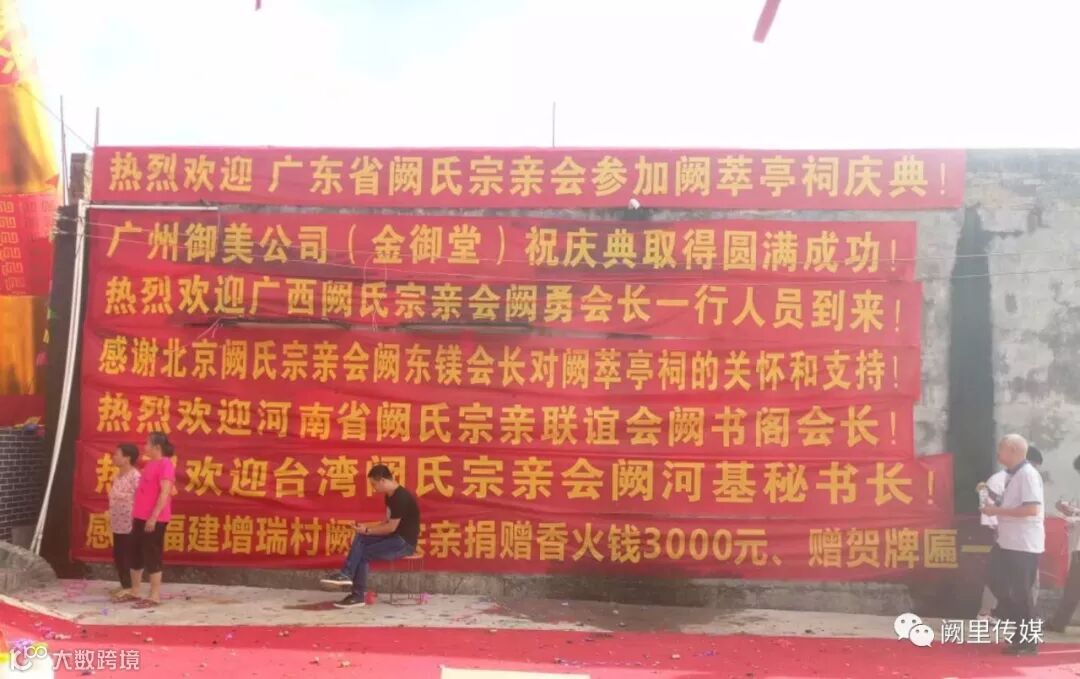 热烈欢迎 广东省阙氏宗亲会参加阙萃亭祠庆典!
广州御美公司（金御堂）祝庆典取得圆满成功!
热烈欢迎广西阙氏宗亲会阙勇会长一行人员到来!
感谢北京阙氏宗亲会阙东镁会长对阙萃亭祠的关怀和支持!
热烈欢迎河南省阙氏宗亲联谊会阙书阁会长!
热 欢迎台湾阙氏宗亲会阙河基秘书长!
感 福建增瑞村阙 宗亲捐赠香火钱3000元、赠贺牌匾一
阙里传媒
大数跨境